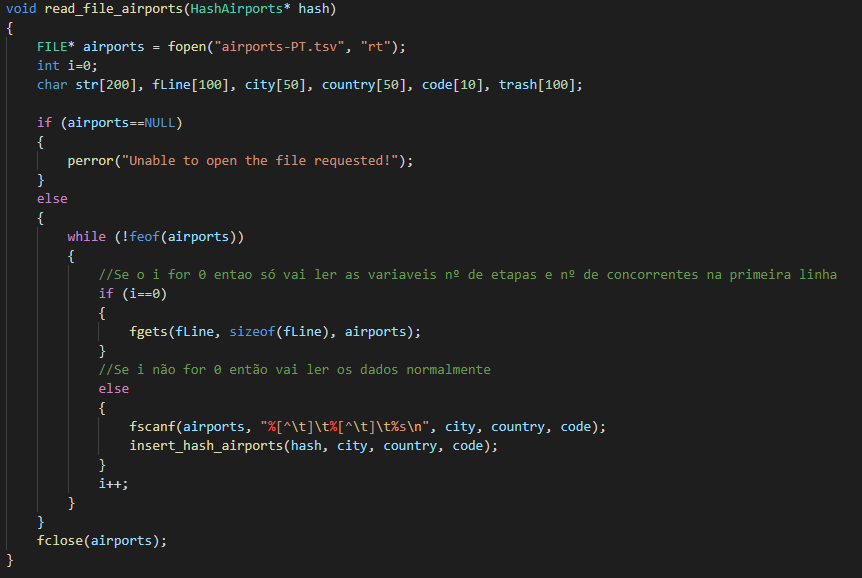 void read_file_airports(HashAirports* hash)
{
    FILE* airports = fopen("airports-PT.tsv", "rt");
    int i=0;
    char str[200], fLine[100], city[50], country[50], code[10], trash[100];

    if (airports==NULL)
    {
        perror("Unable to open the file requested!");
    }
    else
    {
        while (!feof(airports))
        {
            //Se o i for 0 entao só vai ler as variaveis nº de etapas e nº de concorrentes na primeira linha
            if (i==0)
            {
                fgets(fLine, sizeof(fLine), airports);
            }
            //Se i não for 0 então vai ler os dados normalmente
            else
            {
                fscanf(airports, "%[^\t]\t%[^\t]\t%s\n", city, country, code);
                insert_hash_airports(hash, city, country, code);
            }
            i++;
        }
    }
    fclose(airports);
}